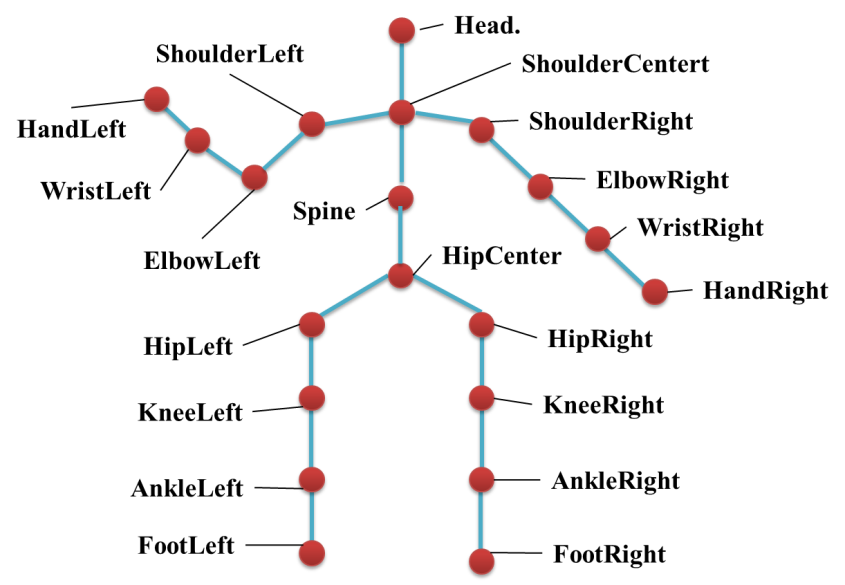 Head.
ShoulderLeft
ShoulderCentert
HandLeft
ShoulderRight
WristLeft
ElbowRight
Spine
WristRight
ElbowLeft
HipCenter
HandRight
HipLeft
HipRight
KneeLeft
KneeRight
AnkleLeft
AnkleRight
FootLeft
FootRight